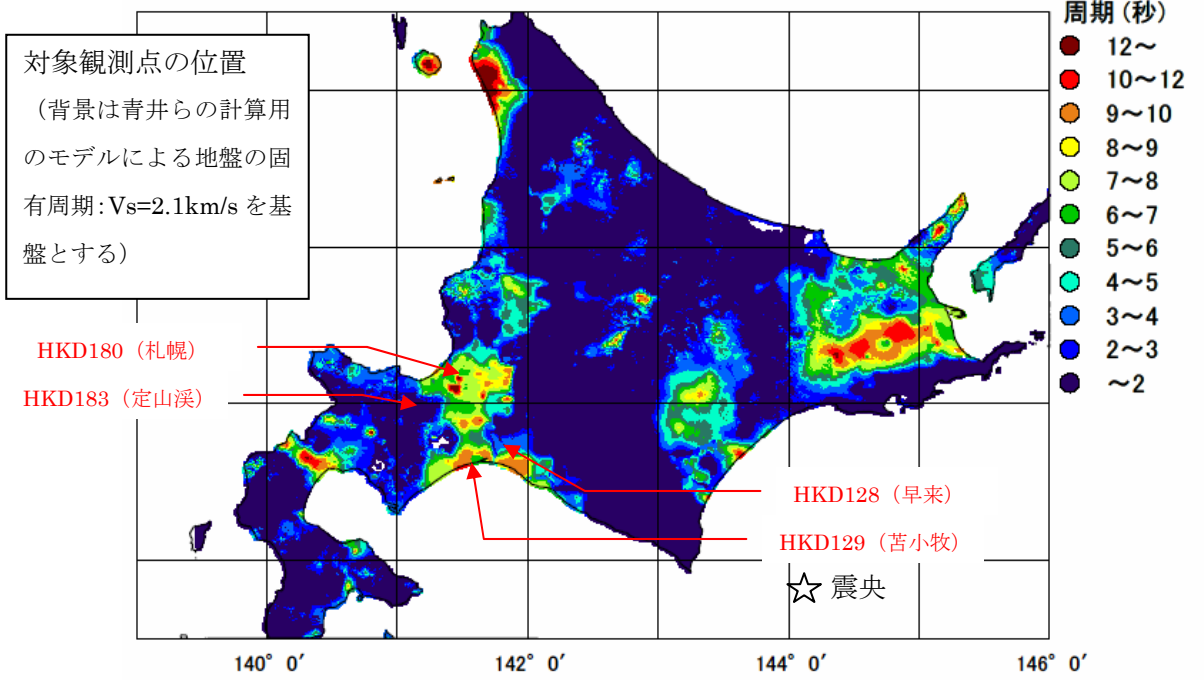 対象観測点の位置
(背景は青井らの計算用
のモデルによる地盤の固
有周期:Vs=2.1km/s を基
盤とする)
周期(秒)
12~
10~12
9~10
8~9
7~8
6~7
5~6
4~5
3~4
2~3
~2
HKD180(札幌)
HKD183(定山渓)
HKD128(早来)
HKD129(苫小牧)
☆ 震央
140° 0′
142° 0′
144° 0′
146° 0′